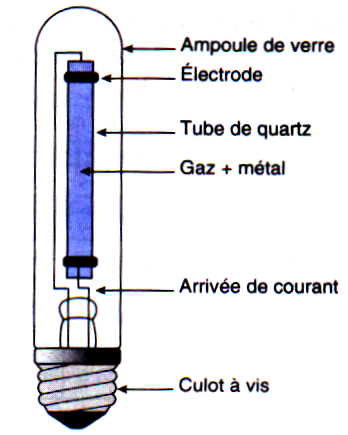 Ampoule de verre
Électrode
Tube de quartz
Gaz + métal
Arrivée de courant
Culot à vis